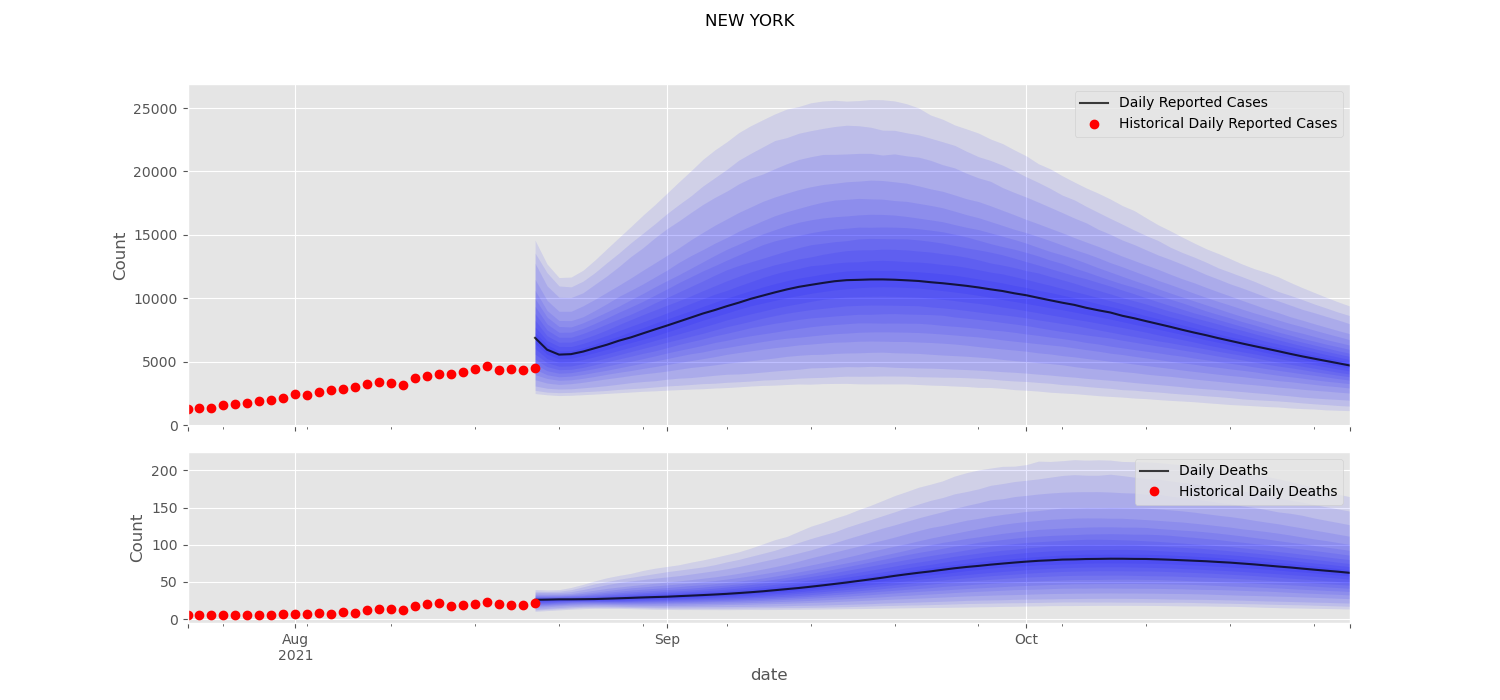 NEW YORK
25000
20000
15000
10000
5000
0
Count
Daily Reported Cases
Historical Daily Reported Cases
200
150
100
50
0
Count
Daily Deaths
Historical Daily Deaths
Aug
2021
Sep
Oct
date